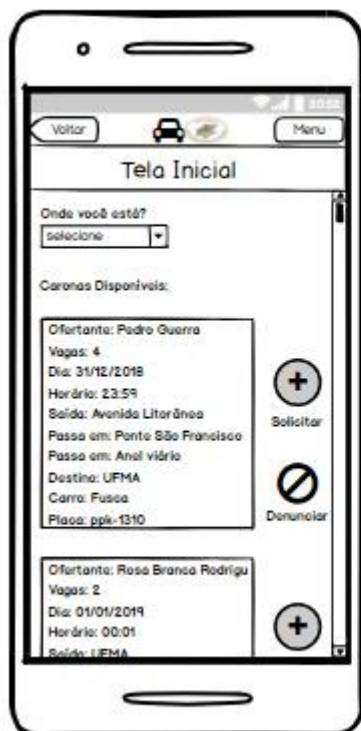 20:58
Voltar
Menu
Tela Inicial
Onde você está?
selecione
Caronas Disponíveis:
Ofertante: Pedro Guerra
Vagas: 4
Dia: 31/12/2018
Horário: 23:59
Saída: Avenida Litorânea
Passa em: Ponte São Francisco
Passa em: Anel viário
Destino: UFMA
Carro: Fusca
Placa: ppk-1310
Solicitar
Denunciar
Ofertante: Rosa Branca Rodrigu
Vagas: 2
Dia: 01/01/2019
Horário: 00:01
Saída: UFMA